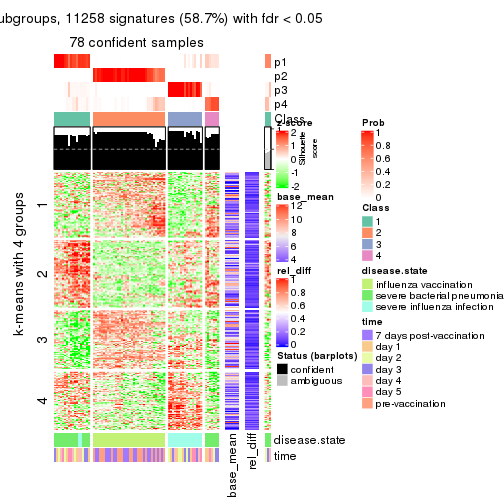 ubgroups, 11258 signatures (58.7%) with fdr < 0.05
78 confident samples
p1
p2
p3
p4
Class
Silhouette
score
k-means with 4 groups
1
2
3
4
disease.state
time
base_mean
rel_diff
z-score
2
1
0
-1
-2
base_mean
12
10
8
6
4
rel_diff
1
0.8
0.6
0.4
0.2
0
Status (barplots)
confident
ambiguous
Prob
1
0.8
0.6
0.4
0.2
0
Class
1
2
3
4
disease.state
influenza vaccination
severe bacterial pneumonia
severe influenza infection
time
7 days post-vaccination
day 1
day 2
day 3
day 4
day 5
pre-vaccination